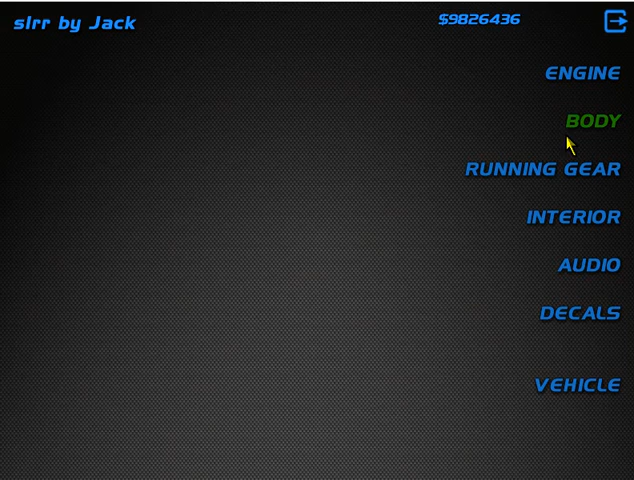 slrr by Jack
$9826436
ENGINE
BODY
RUNNING GEAR
INTERIOR
AUDIO
DECALS
VEHICLE